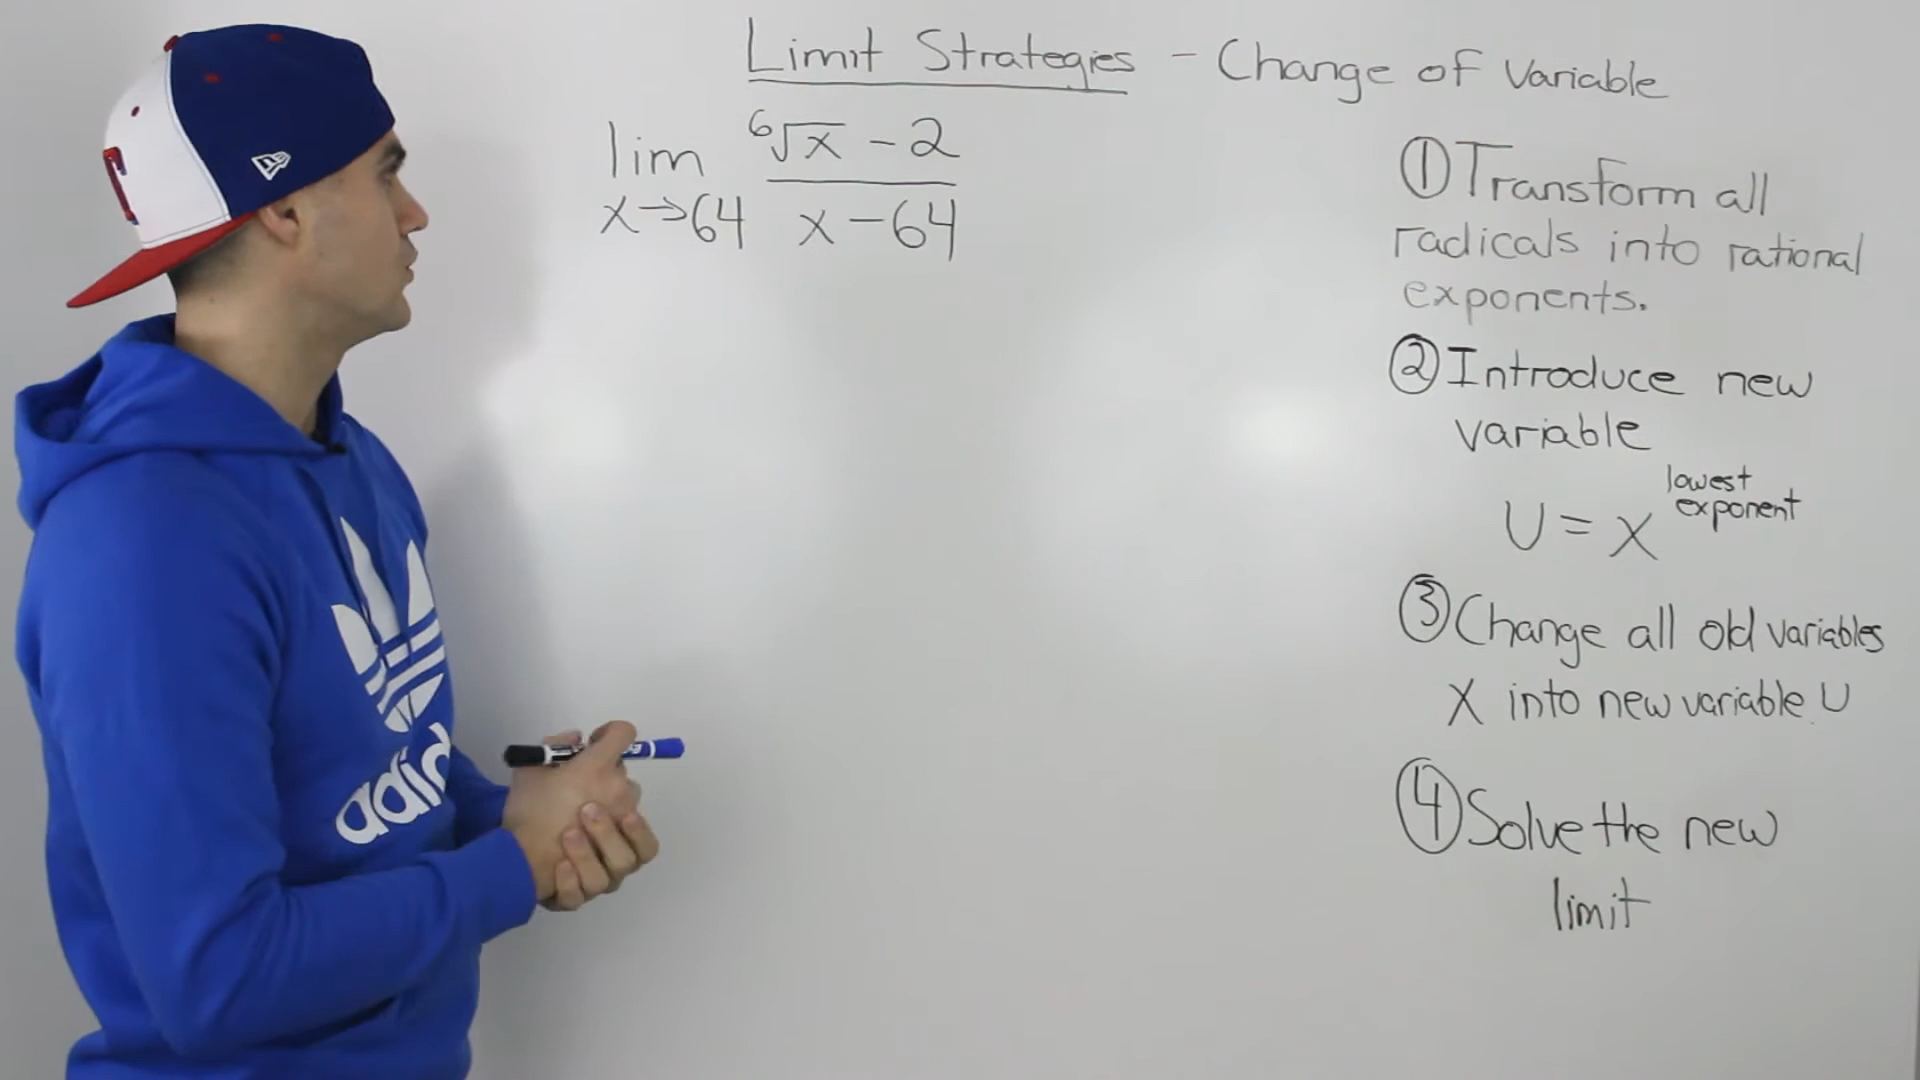 Limit Strategies - Change of Variable
lim ⁶√x - 2
x→64 x - 64
① Transform all
radicals into rational
exponents.
② Introduce new
variable
lowest
exponent
U = x
③ Change all old variables
X into new variable U
④ Solve the new
limit
adid